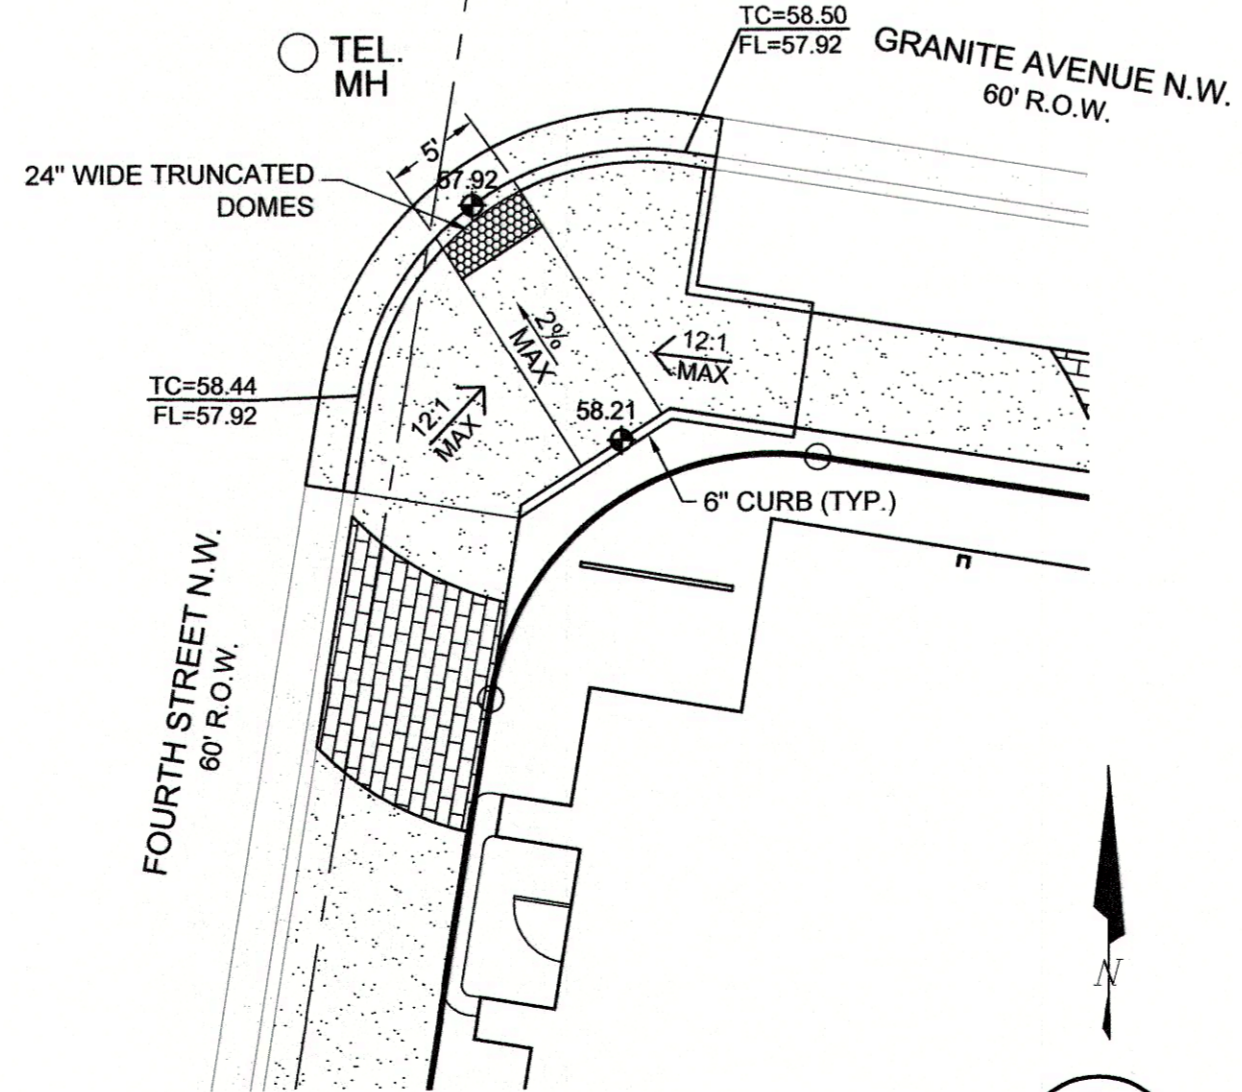 TC=58.50
FL=57.92
GRANITE AVENUE N.W.
60' R.O.W.
TEL.
MH
5'
24" WIDE TRUNCATED
DOMES
57.92
2%
MAX
12:1
MAX
TC=58.44
FL=57.92
12:1
MAX
58.21
6" CURB (TYP.)
FOURTH STREET N.W.
60' R.O.W.
N